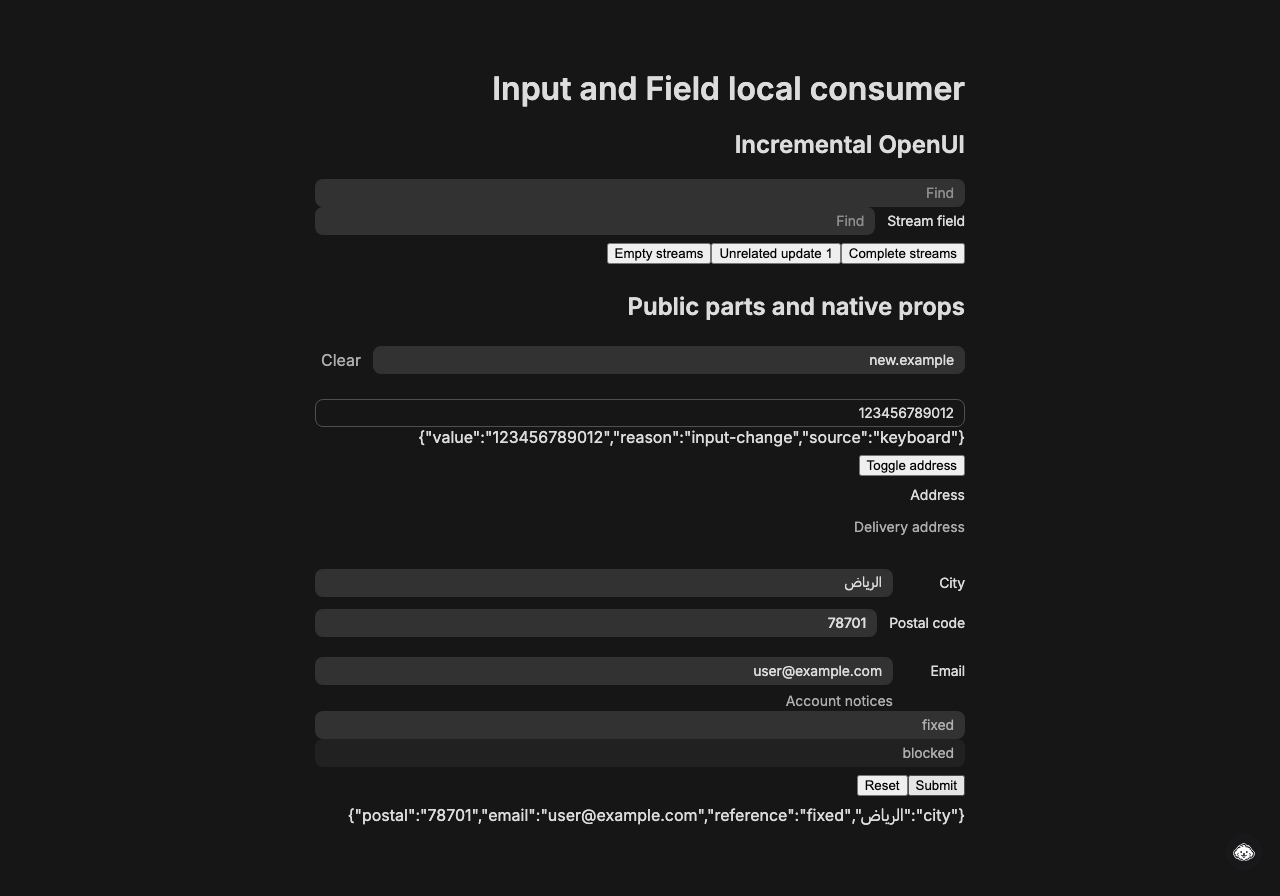 Input and Field local consumer
Incremental OpenUI
Find
Stream field Find
Complete streams Unrelated update 1 Empty streams
Public parts and native props
new.example Clear
123456789012
{"value":"123456789012","reason":"input-change","source":"keyboard"}
Toggle address
Address
Delivery address
City الرياض
Postal code 78701
Email user@example.com
Account notices
fixed
blocked
Submit Reset
{"city":"الرياض","postal":"78701","email":"user@example.com","reference":"fixed"}